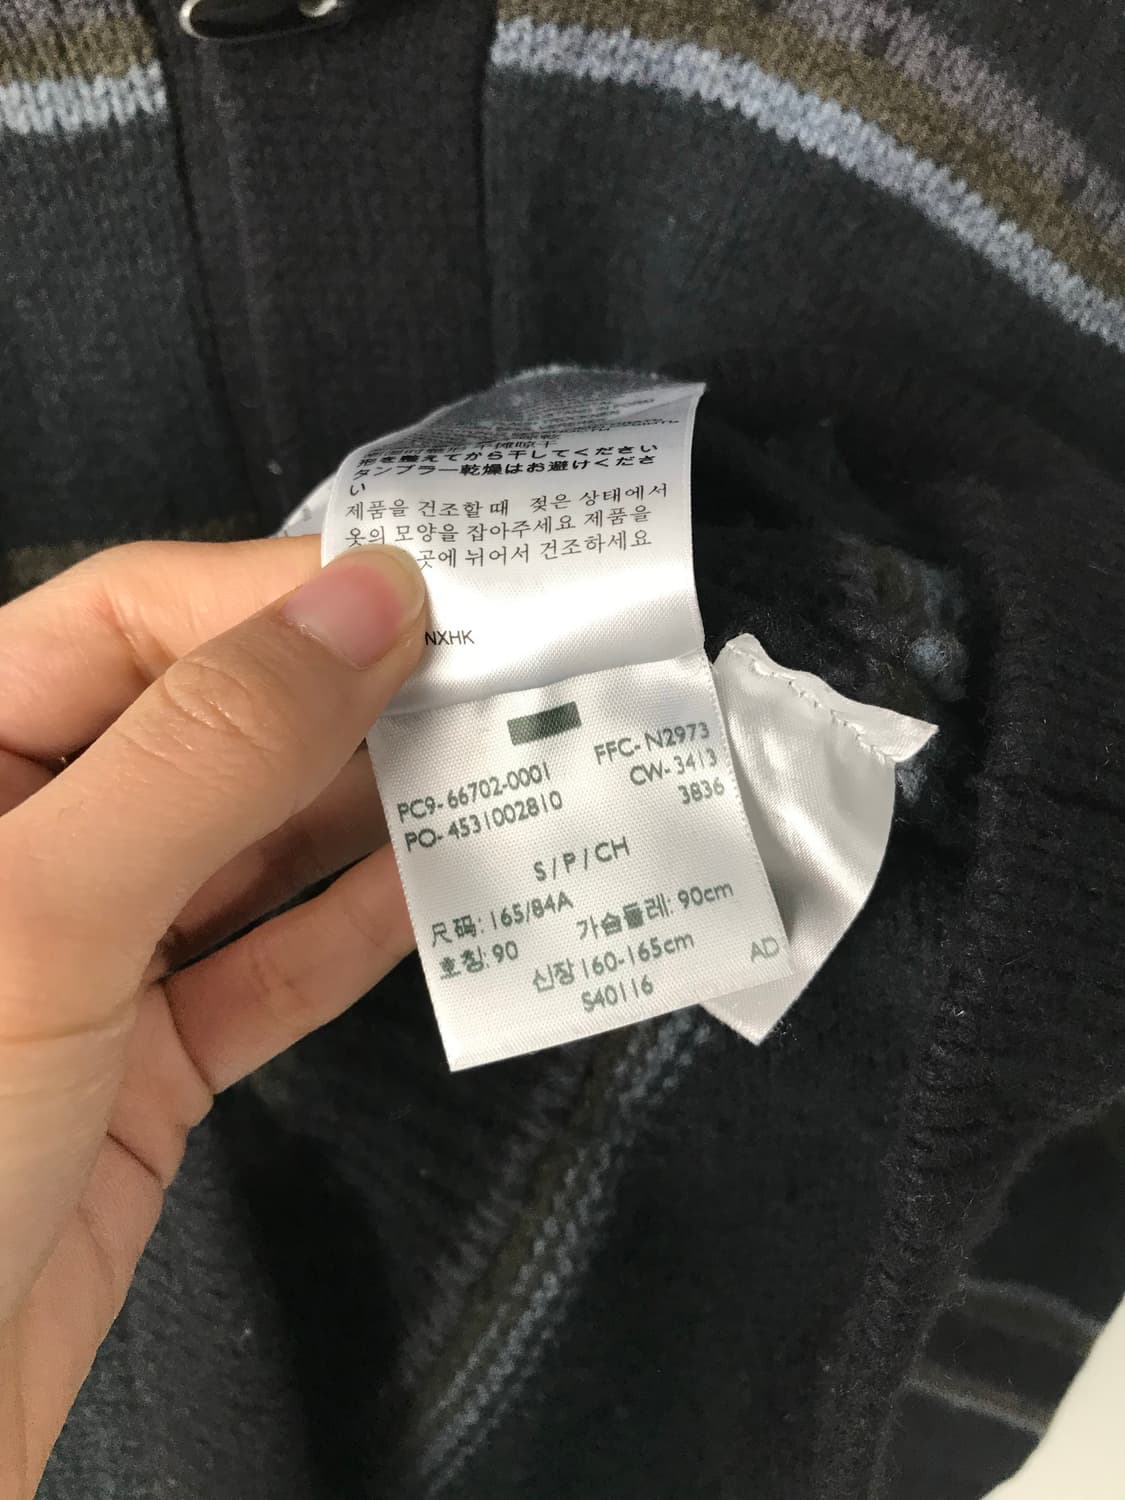 形を整えてから干してください
タンブラー乾燥はお避けくださ
い
제품을 건조할 때 젖은 상태에서
옷의 모양을 잡아주세요 제품을
곳에 뉘어서 건조하세요
NXHK
PC9-66702-0001 FFC-N2973
PO-4531002810 CW-3413
3836
S/P/CH
尺码: 165/84A 가슴둘레: 90cm
호칭: 90 신장 160-165cm
S40116 AD